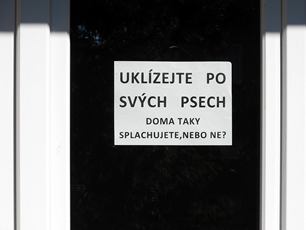 UKLÍZEJTE PO
SVÝCH PSECH
DOMA TAKY
SPLACHUJETE,NEBO NE?